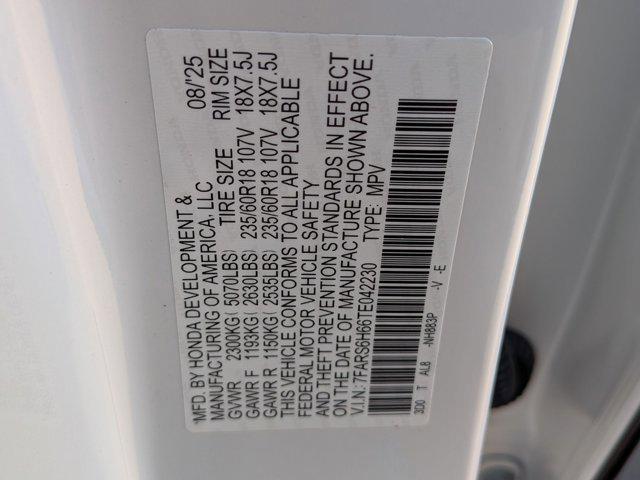 *MFD. BY HONDA DEVELOPMENT & 08/'25
MANUFACTURING OF AMERICA, LLC
TIRE SIZE RIM SIZE
GVWR 2300KG( 5070LBS)
GAWR F 1193KG( 2630LBS) 235/60R18 107V 18X7.5J
GAWR R 1150KG( 2535LBS) 235/60R18 107V 18X7.5J
THIS VEHICLE CONFORMS TO ALL APPLICABLE
FEDERAL MOTOR VEHICLE SAFETY
AND THEFT PREVENTION STANDARDS IN EFFECT
ON THE DATE OF MANUFACTURE SHOWN ABOVE.
V.I.N.: 7FARS6H66TE042230 TYPE: MPV
3D0 T AL8 -NH883P -V -E